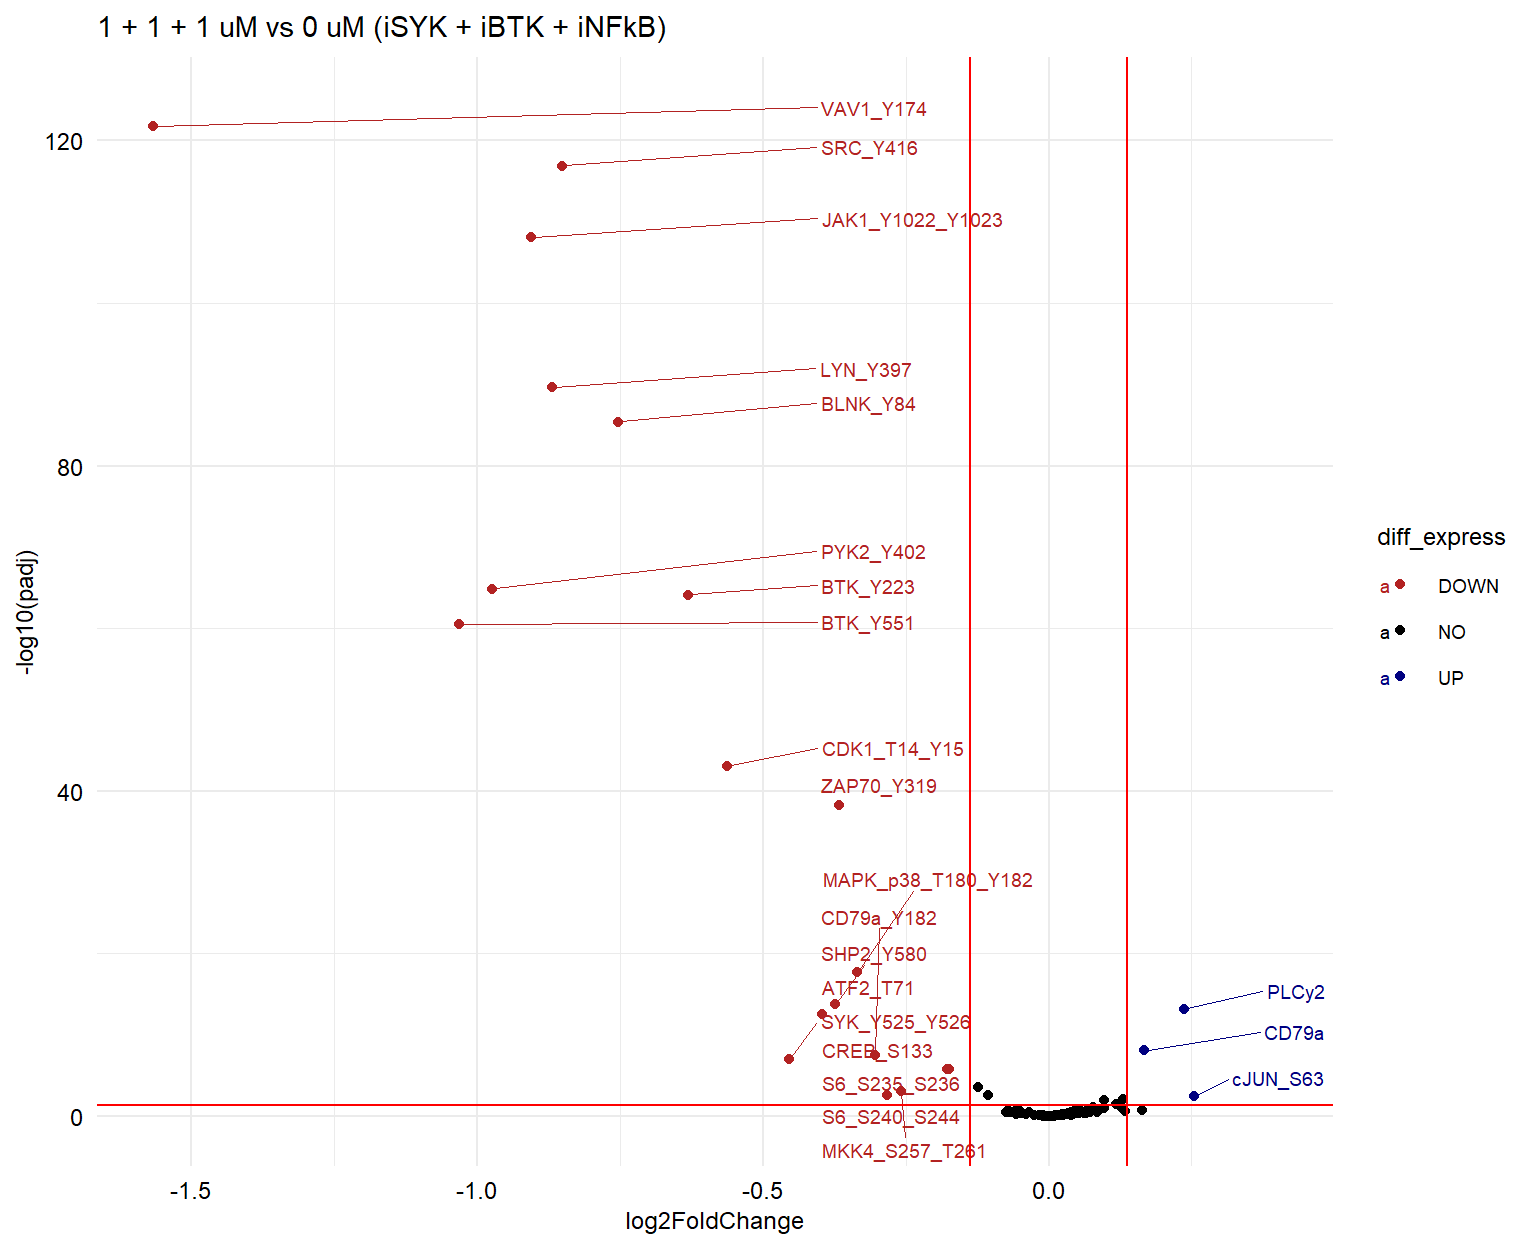 1 + 1 + 1 uM vs 0 uM (iSYK + iBTK + iNFkB)
VAV1_Y174
120
SRC_Y416
JAK1_Y1022_Y1023
LYN_Y397
BLNK_Y84
80
PYK2_Y402
BTK_Y223
BTK_Y551
-log10(padj)
CDK1_T14_Y15
ZAP70_Y319
40
MAPK_p38_T180_Y182
CD79a_Y182
SHP2_Y580
ATF2_T71
SYK_Y525_Y526
CREB_S133
S6_S235_S236
S6_S240_S244
MKK4_S257_T261
PLCy2
CD79a
cJUN_S63
0
-1.5
-1.0
-0.5
0.0
log2FoldChange
diff_express
a DOWN
a NO
a UP